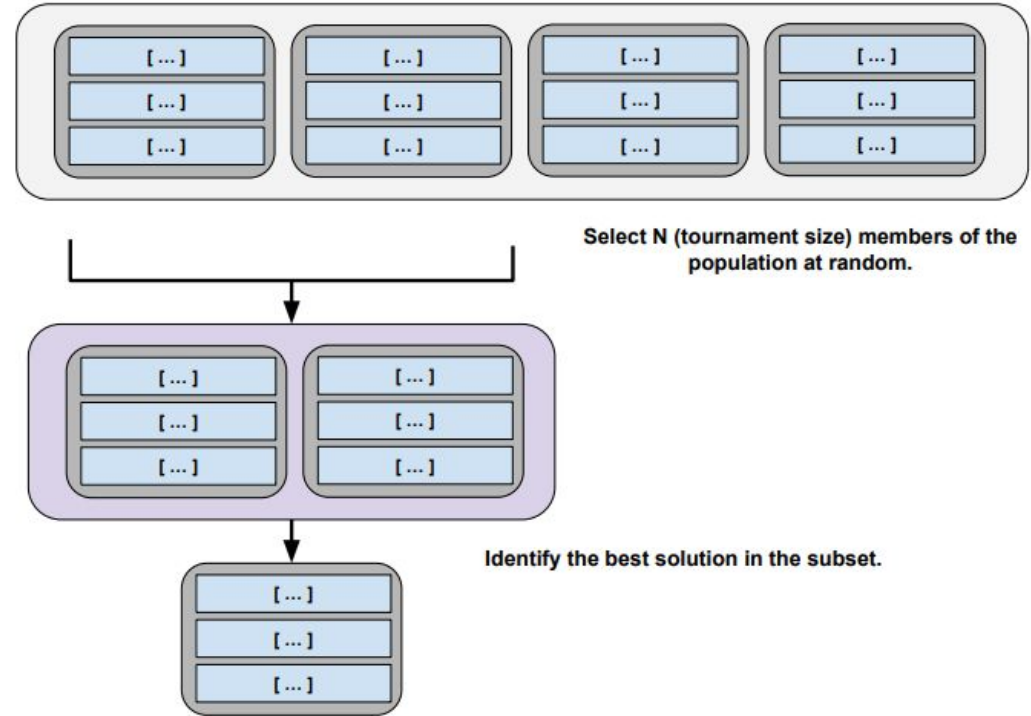 [ ... ] [ ... ] [ ... ] [ ... ]
[ ... ] [ ... ] [ ... ] [ ... ]
[ ... ] [ ... ] [ ... ] [ ... ]
Select N (tournament size) members of the
population at random.
[ ... ] [ ... ]
[ ... ] [ ... ]
[ ... ] [ ... ]
Identify the best solution in the subset.
[ ... ]
[ ... ]
[ ... ]